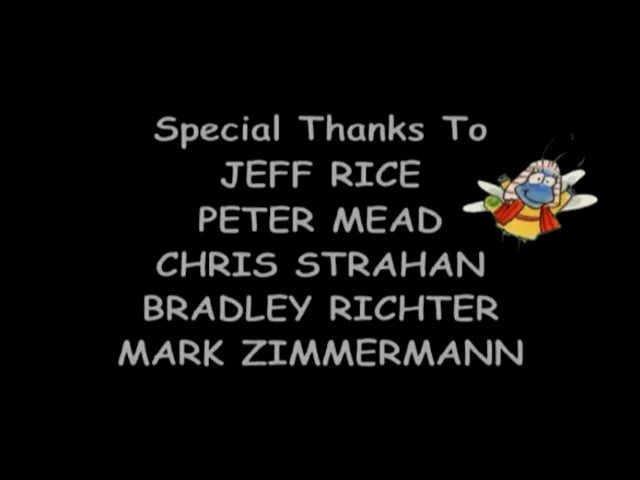 Special Thanks To
JEFF RICE
PETER MEAD
CHRIS STRAHAN
BRADLEY RICHTER
MARK ZIMMERMANN